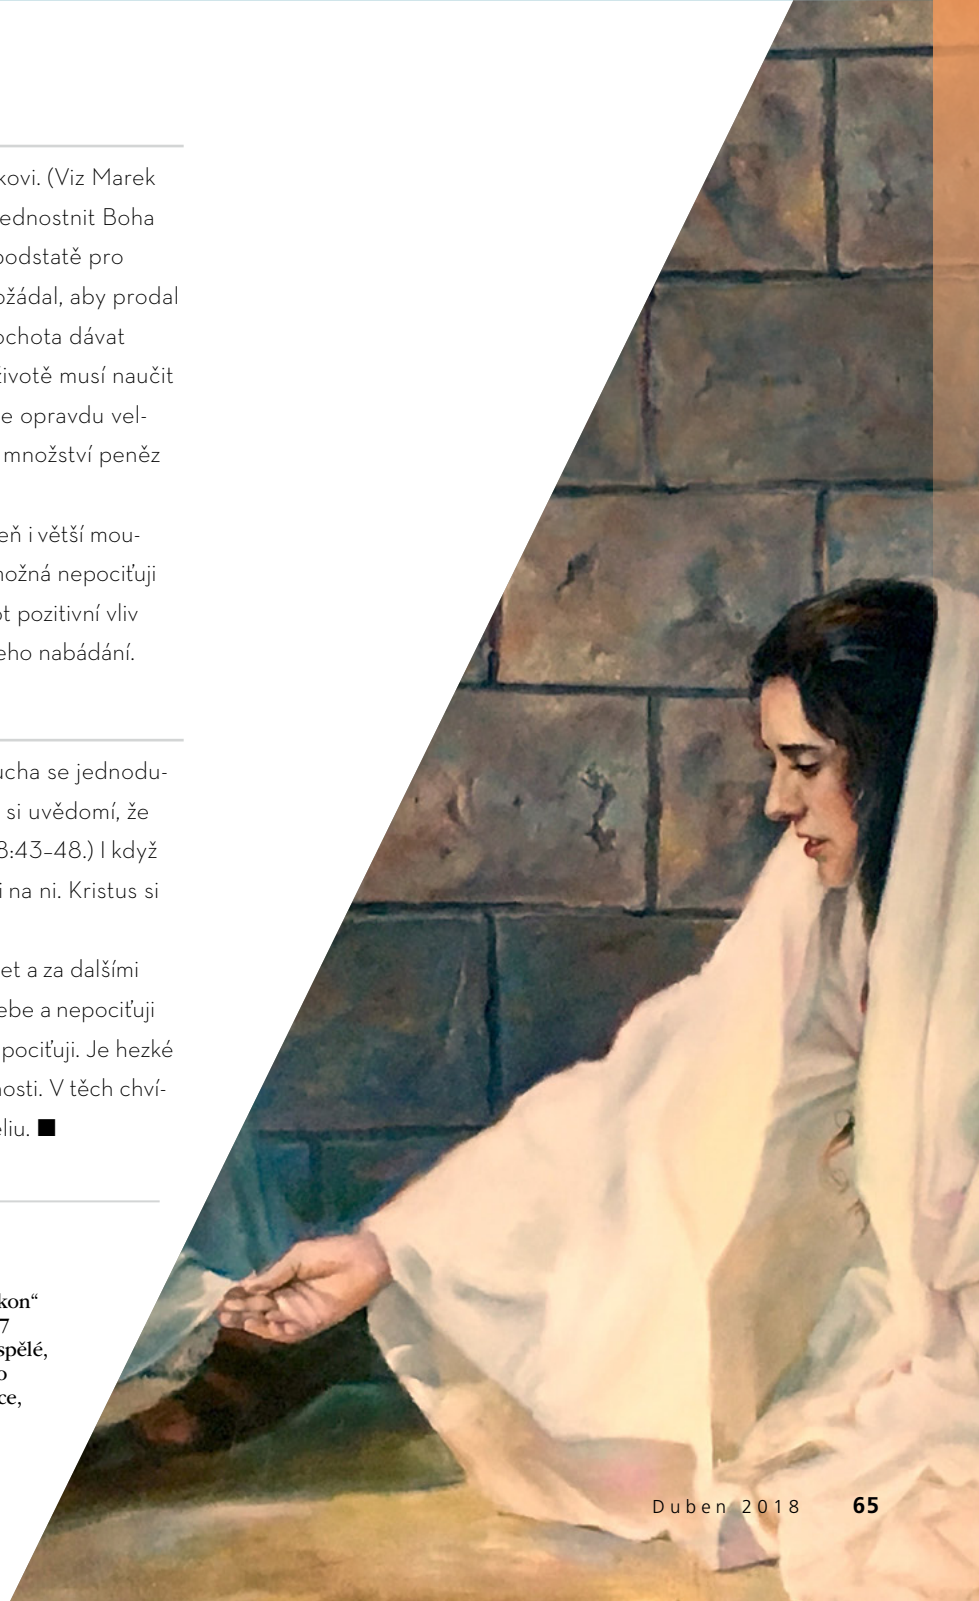 kovi. (Viz Marek
ednostnit Boha
podstatě pro
ožádal, aby prodal
ochota dávat
životě musí naučit
e opravdu vel-
množství peněz
eň i větší mou-
možná nepociťuji
ot pozitivní vliv
eho nabádání.
ucha se jednodu-
si uvědomí, že
8:43–48.) I když
i na ni. Kristus si
et a za dalšími
ebe a nepociťuji
pociťuji. Je hezké
nosti. V těch chví-
eliu. ■
kon“
7
spělé,
o
ce,
Duben 2018 65